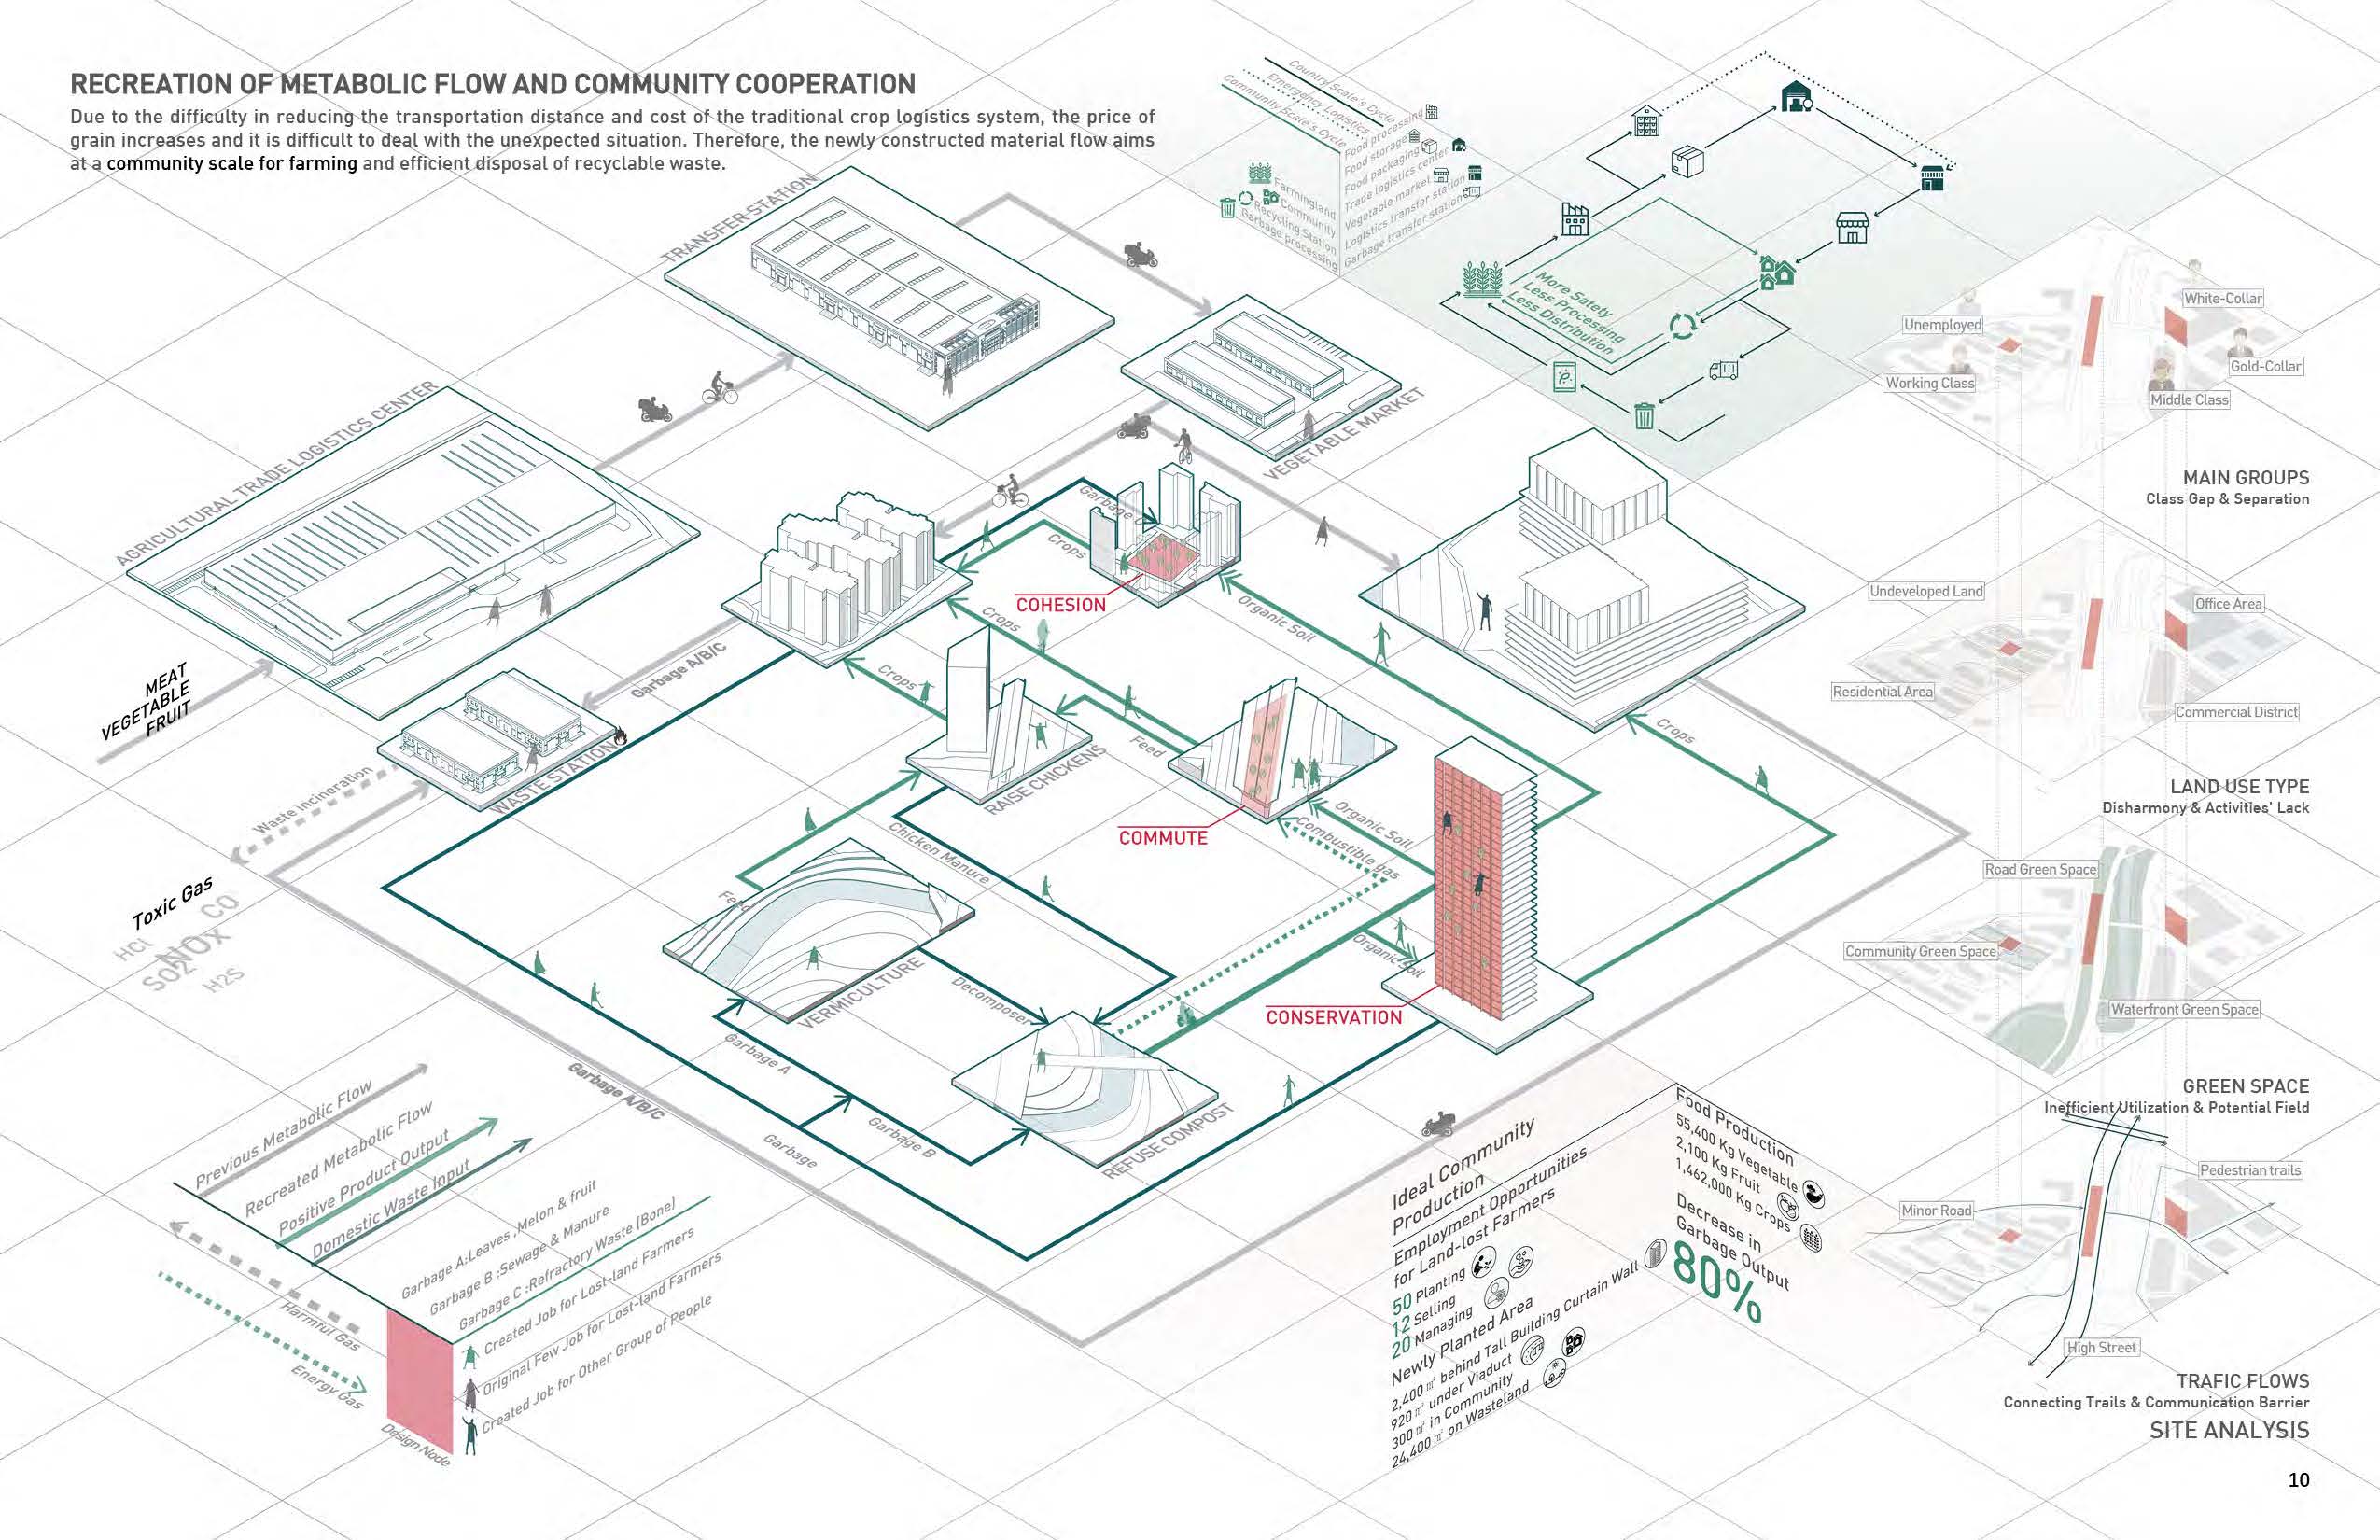 RECREATION OF METABOLIC FLOW AND COMMUNITY COOPERATION
Due to the difficulty in reducing the transportation distance and cost of the traditional crop logistics system, the price of
grain increases and it is difficult to deal with the unexpected situation. Therefore, the newly constructed material flow aims
at a community scale for farming and efficient disposal of recyclable waste.
Country Scale's Cycle
Emergency Logistics
Community Scale's Cycle
Food processing
Food storage
Food packaging
Trade logistics center
Vegetable market
Logistics transfer station
Garbage transfer station
Farmingland
Community
Recycling Station
Garbage processing
More Satety
Less Processing
Less Distribution
TRANSFER STATION
AGRICULTURAL TRADE LOGISTICS CENTER
VEGETABLE MARKET
MEAT
VEGETABLE
FRUIT
Garbage A/B/C
WASTE STATION
Waste incineration
Toxic Gas
HCl
CO
NOx
SO2
H2S
Garbage C
Crops
COHESION
Crops
Crops
Organic Soil
Crops
RAISE CHICKENS
Feed
COMMUTE
Organic Soil
Combustible gas
Chicken Manure
Feed
VERMICULTURE
Decomposer
Organic Soil
CONSERVATION
Garbage A
Garbage B
Garbage
Garbage A/B/C
REFUSE COMPOST
Previous Metabolic Flow
Recreated Metabolic Flow
Positive Product Output
Domestic Waste Input
Garbage A:Leaves ,Melon & fruit
Garbage B :Sewage & Manure
Garbage C :Refractory Waste (Bone)
Created Job for Lost-land Farmers
Original Few Job for Lost-land Farmers
Created Job for Other Group of People
Harmful Gas
Energy Gas
Design Node
Ideal Community
Production
Employment Opportunities
for Land-lost Farmers
50 Planting
12 Selling
20 Managing
Newly Planted Area
2,400㎡ behind Tall Building Curtain Wall
920㎡ under Viaduct
300㎡ in Community
24,400㎡ on Wasteland
Food Production
55,400 Kg Vegetable
2,100 Kg Fruit
1,462,000 Kg Crops
Decrease in
Garbage Output
80%
White-Collar
Unemployed
Gold-Collar
Working Class
Middle Class
MAIN GROUPS
Class Gap & Separation
Undeveloped Land
Office Area
Residential Area
Commercial District
LAND USE TYPE
Disharmony & Activities' Lack
Road Green Space
Community Green Space
Waterfront Green Space
GREEN SPACE
Inefficient Utilization & Potential Field
Pedestrian trails
Minor Road
High Street
TRAFIC FLOWS
Connecting Trails & Communication Barrier
SITE ANALYSIS
10